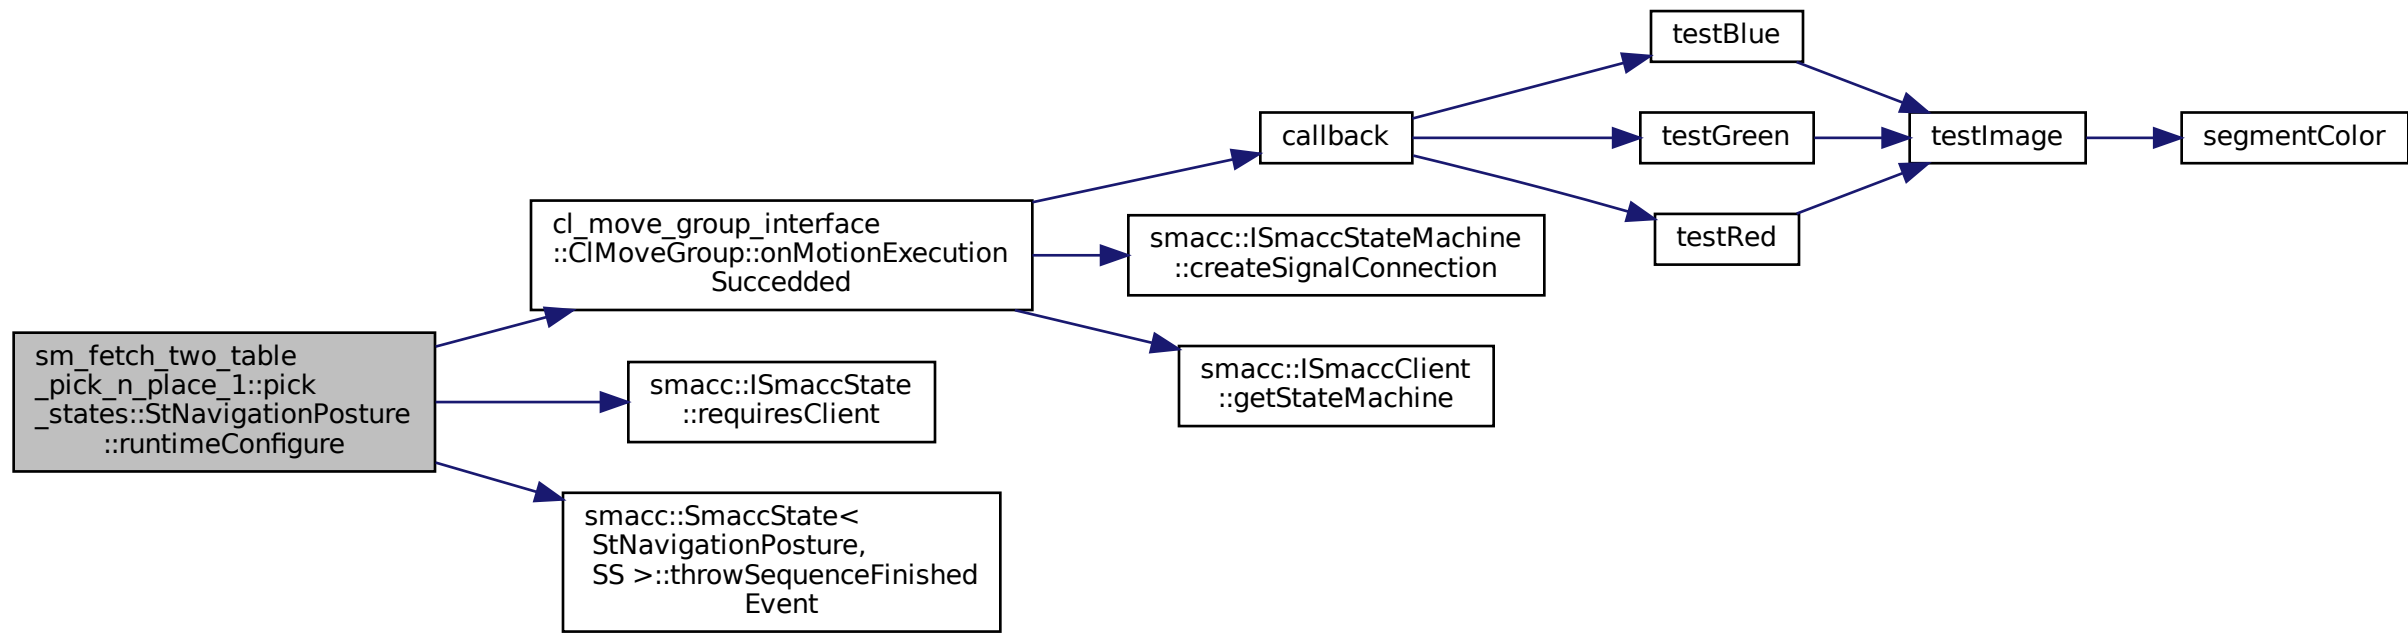 sm_fetch_two_table
_pick_n_place_1::pick
_states::StNavigationPosture
::runtimeConfigure
cl_move_group_interface
::ClMoveGroup::onMotionExecution
Succedded
smacc::ISmaccState
::requiresClient
smacc::SmaccState<
StNavigationPosture,
SS >::throwSequenceFinished
Event
callback
smacc::ISmaccStateMachine
::createSignalConnection
smacc::ISmaccClient
::getStateMachine
testBlue
testGreen
testRed
testImage
segmentColor